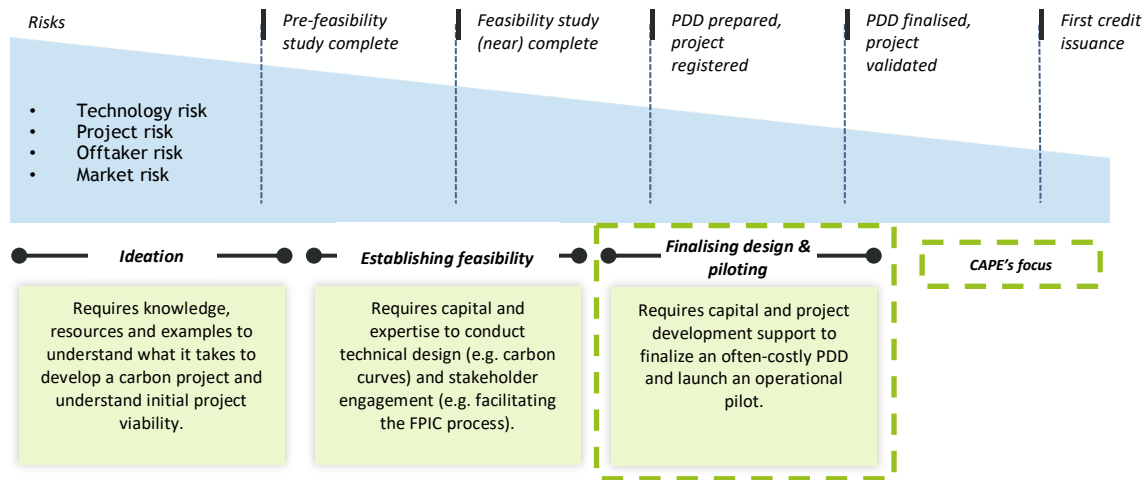 Risks
Pre-feasibility
study complete
Feasibility study
(near) complete
PDD prepared,
project
registered
PDD finalised,
project
validated
First credit
issuance
• Technology risk
• Project risk
• Offtaker risk
• Market risk
Ideation
Establishing feasibility
Finalising design &
piloting
CAPE's focus
Requires knowledge,
resources and examples to
understand what it takes to
develop a carbon project and
understand initial project
viability.
Requires capital and
expertise to conduct
technical design (e.g. carbon
curves) and stakeholder
engagement (e.g. facilitating
the FPIC process).
Requires capital and project
development support to
finalize an often-costly PDD
and launch an operational
pilot.